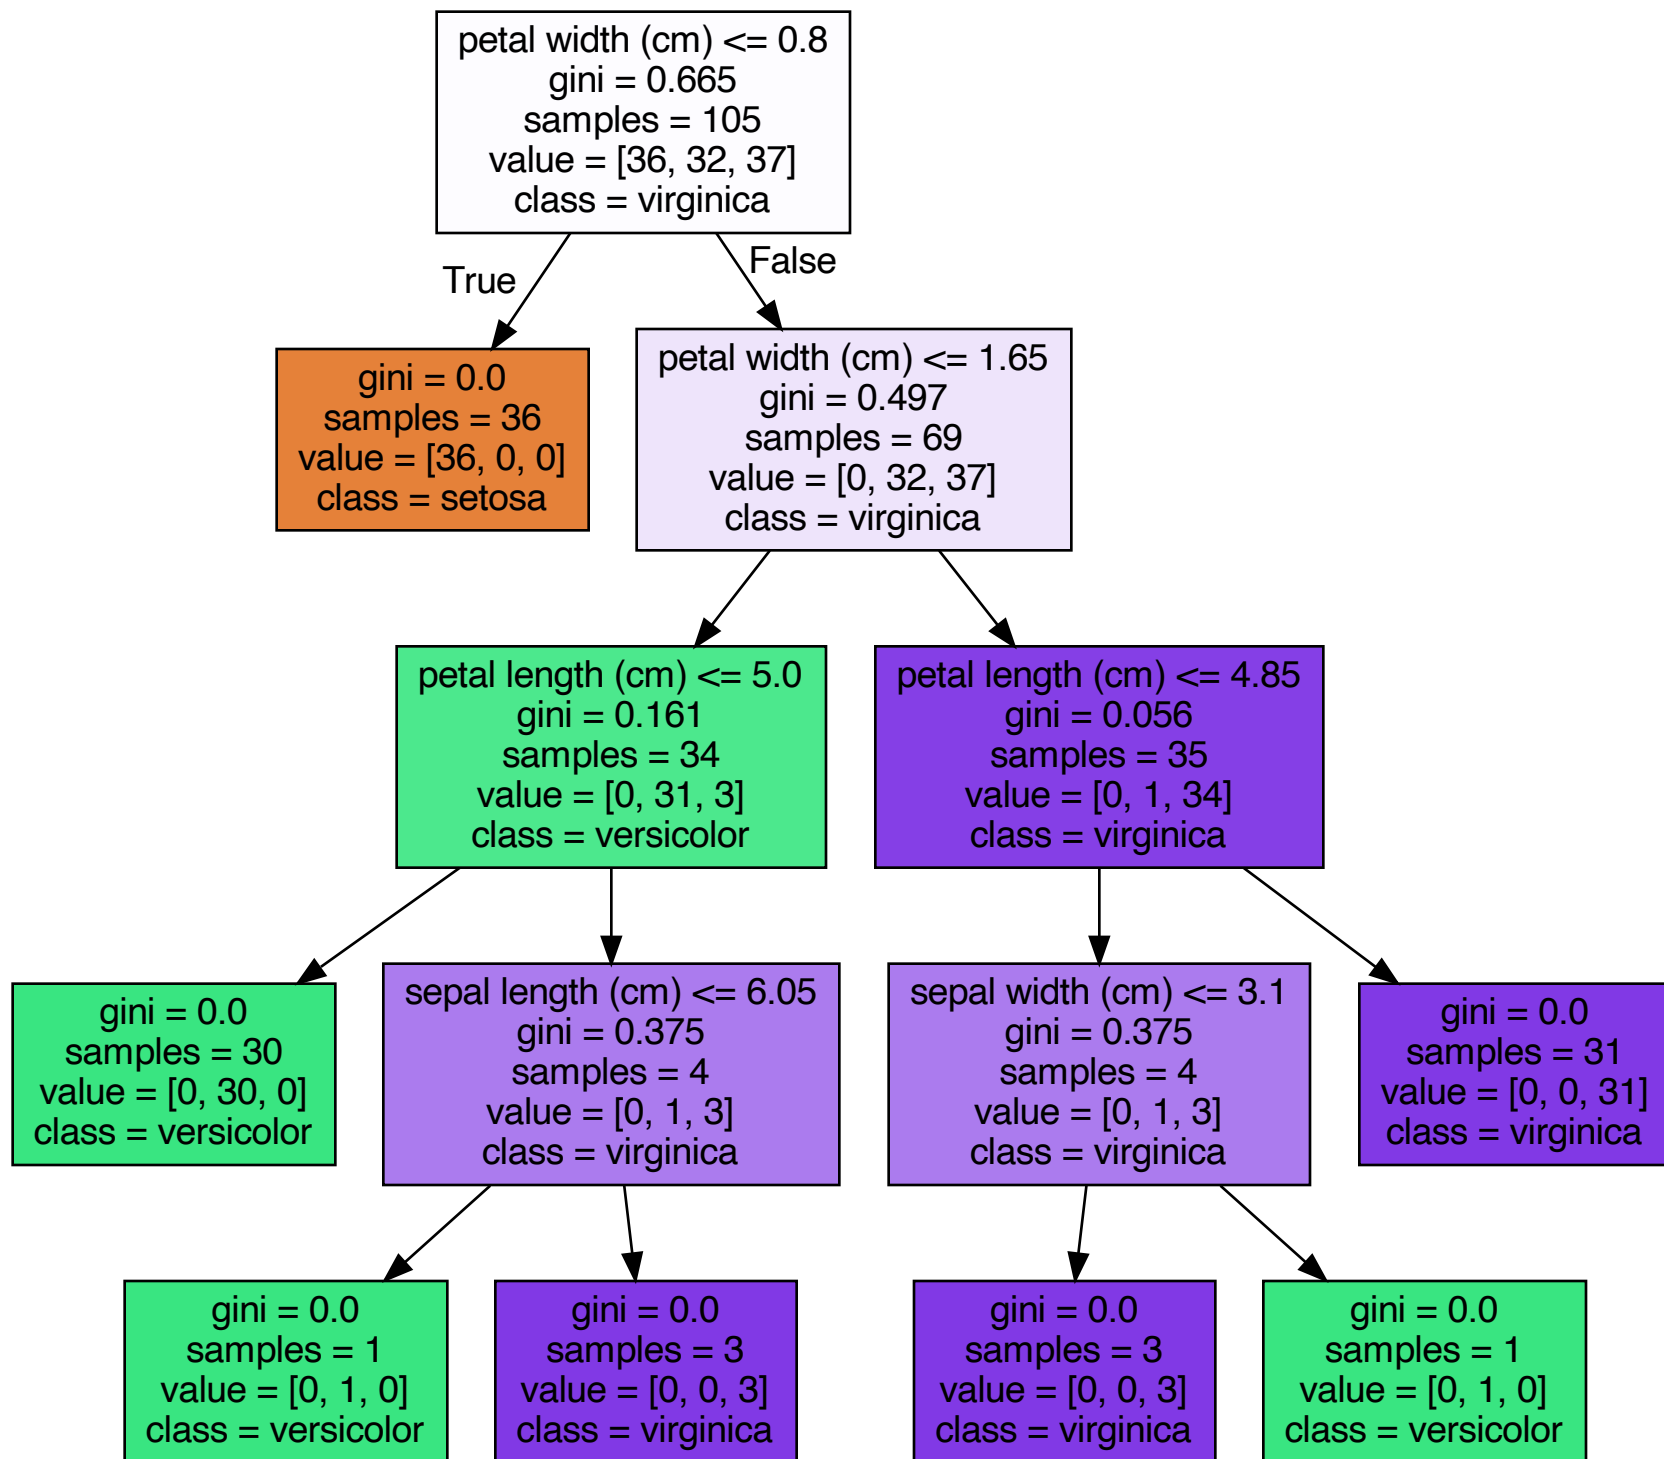 petal width (cm) <= 0.8
gini = 0.665
samples = 105
value = [36, 32, 37]
class = virginica
True
False
gini = 0.0
samples = 36
value = [36, 0, 0]
class = setosa
petal width (cm) <= 1.65
gini = 0.497
samples = 69
value = [0, 32, 37]
class = virginica
petal length (cm) <= 5.0
gini = 0.161
samples = 34
value = [0, 31, 3]
class = versicolor
petal length (cm) <= 4.85
gini = 0.056
samples = 35
value = [0, 1, 34]
class = virginica
gini = 0.0
samples = 30
value = [0, 30, 0]
class = versicolor
sepal length (cm) <= 6.05
gini = 0.375
samples = 4
value = [0, 1, 3]
class = virginica
sepal width (cm) <= 3.1
gini = 0.375
samples = 4
value = [0, 1, 3]
class = virginica
gini = 0.0
samples = 31
value = [0, 0, 31]
class = virginica
gini = 0.0
samples = 1
value = [0, 1, 0]
class = versicolor
gini = 0.0
samples = 3
value = [0, 0, 3]
class = virginica
gini = 0.0
samples = 3
value = [0, 0, 3]
class = virginica
gini = 0.0
samples = 1
value = [0, 1, 0]
class = versicolor